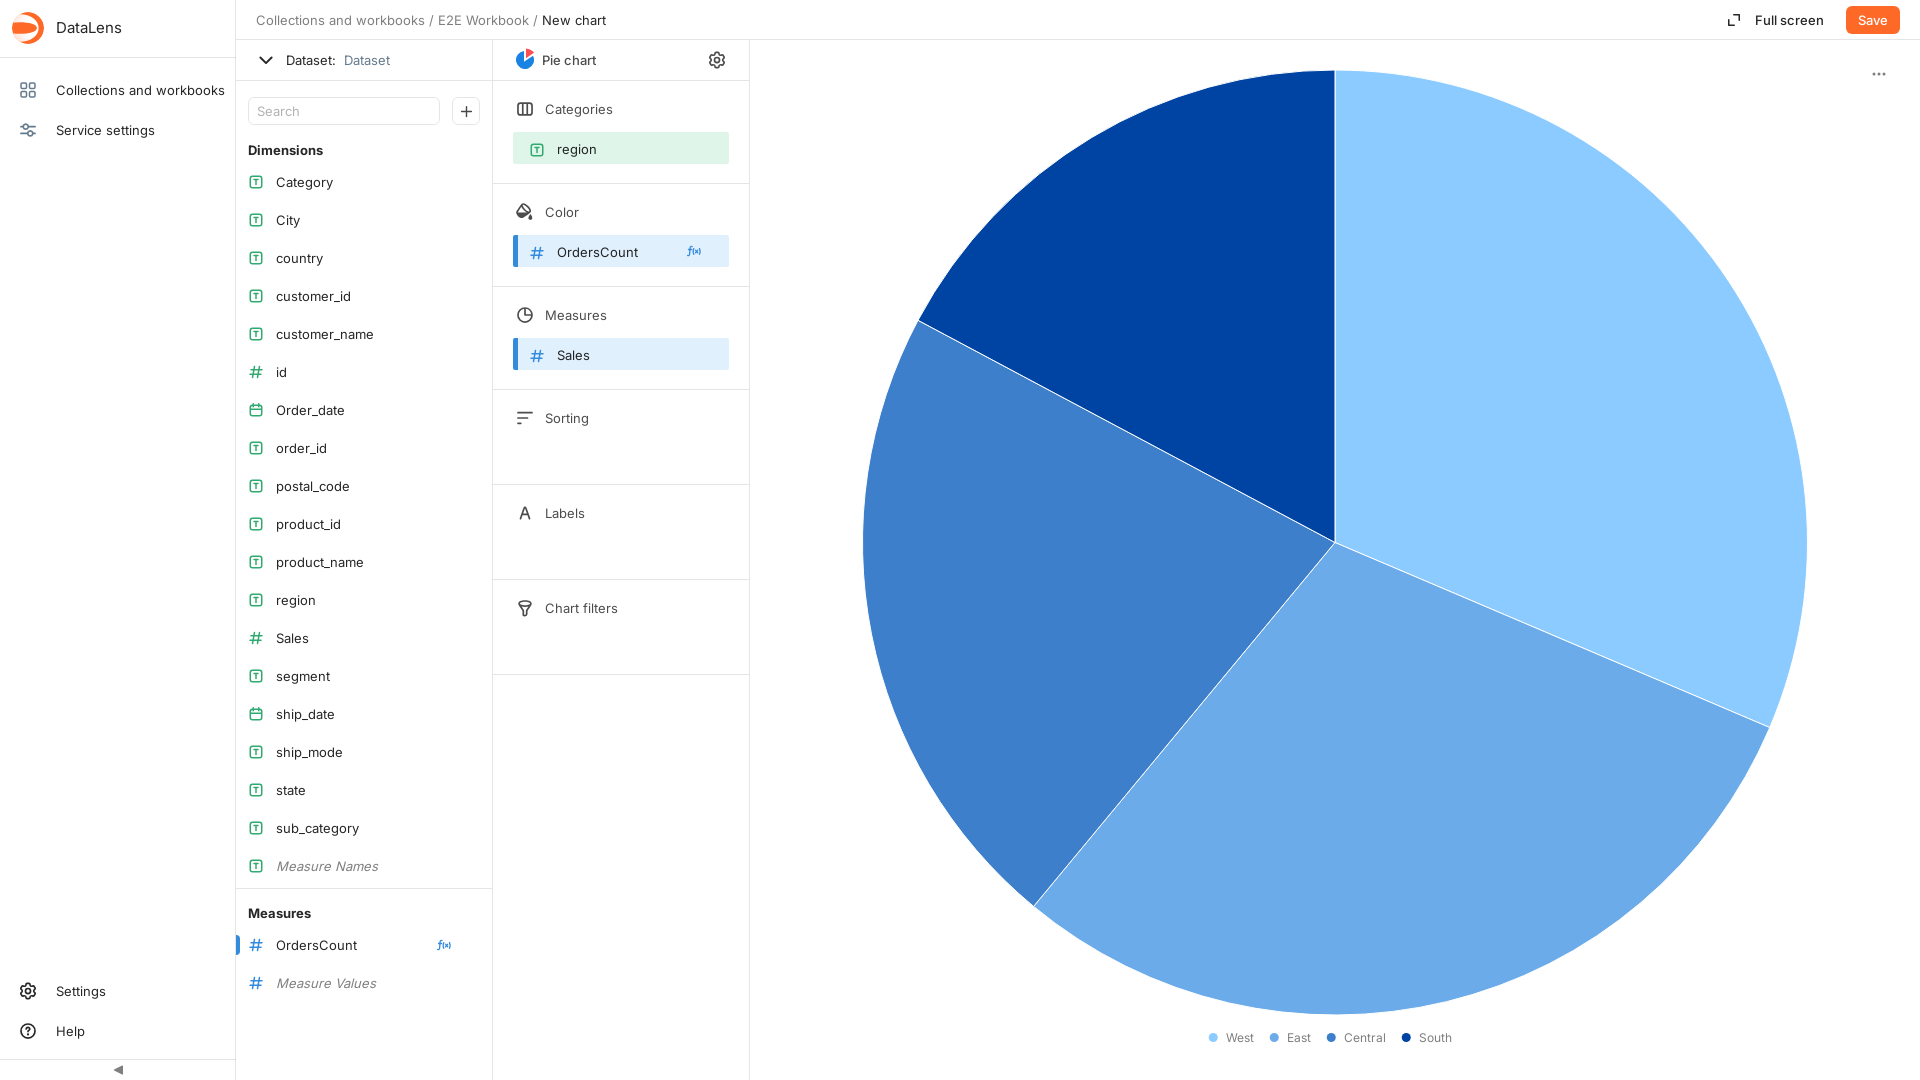 DataLens
Collections and workbooks
Service settings
Settings
Help
Collections and workbooks / E2E Workbook / New chart
Full screen
Save
Dataset: Dataset
Search
Dimensions
Category
City
country
customer_id
customer_name
id
Order_date
order_id
postal_code
product_id
product_name
region
Sales
segment
ship_date
ship_mode
state
sub_category
Measure Names
Measures
OrdersCount
Measure Values
Pie chart
Categories
region
Color
OrdersCount
Measures
Sales
Sorting
Labels
Chart filters
West East Central South